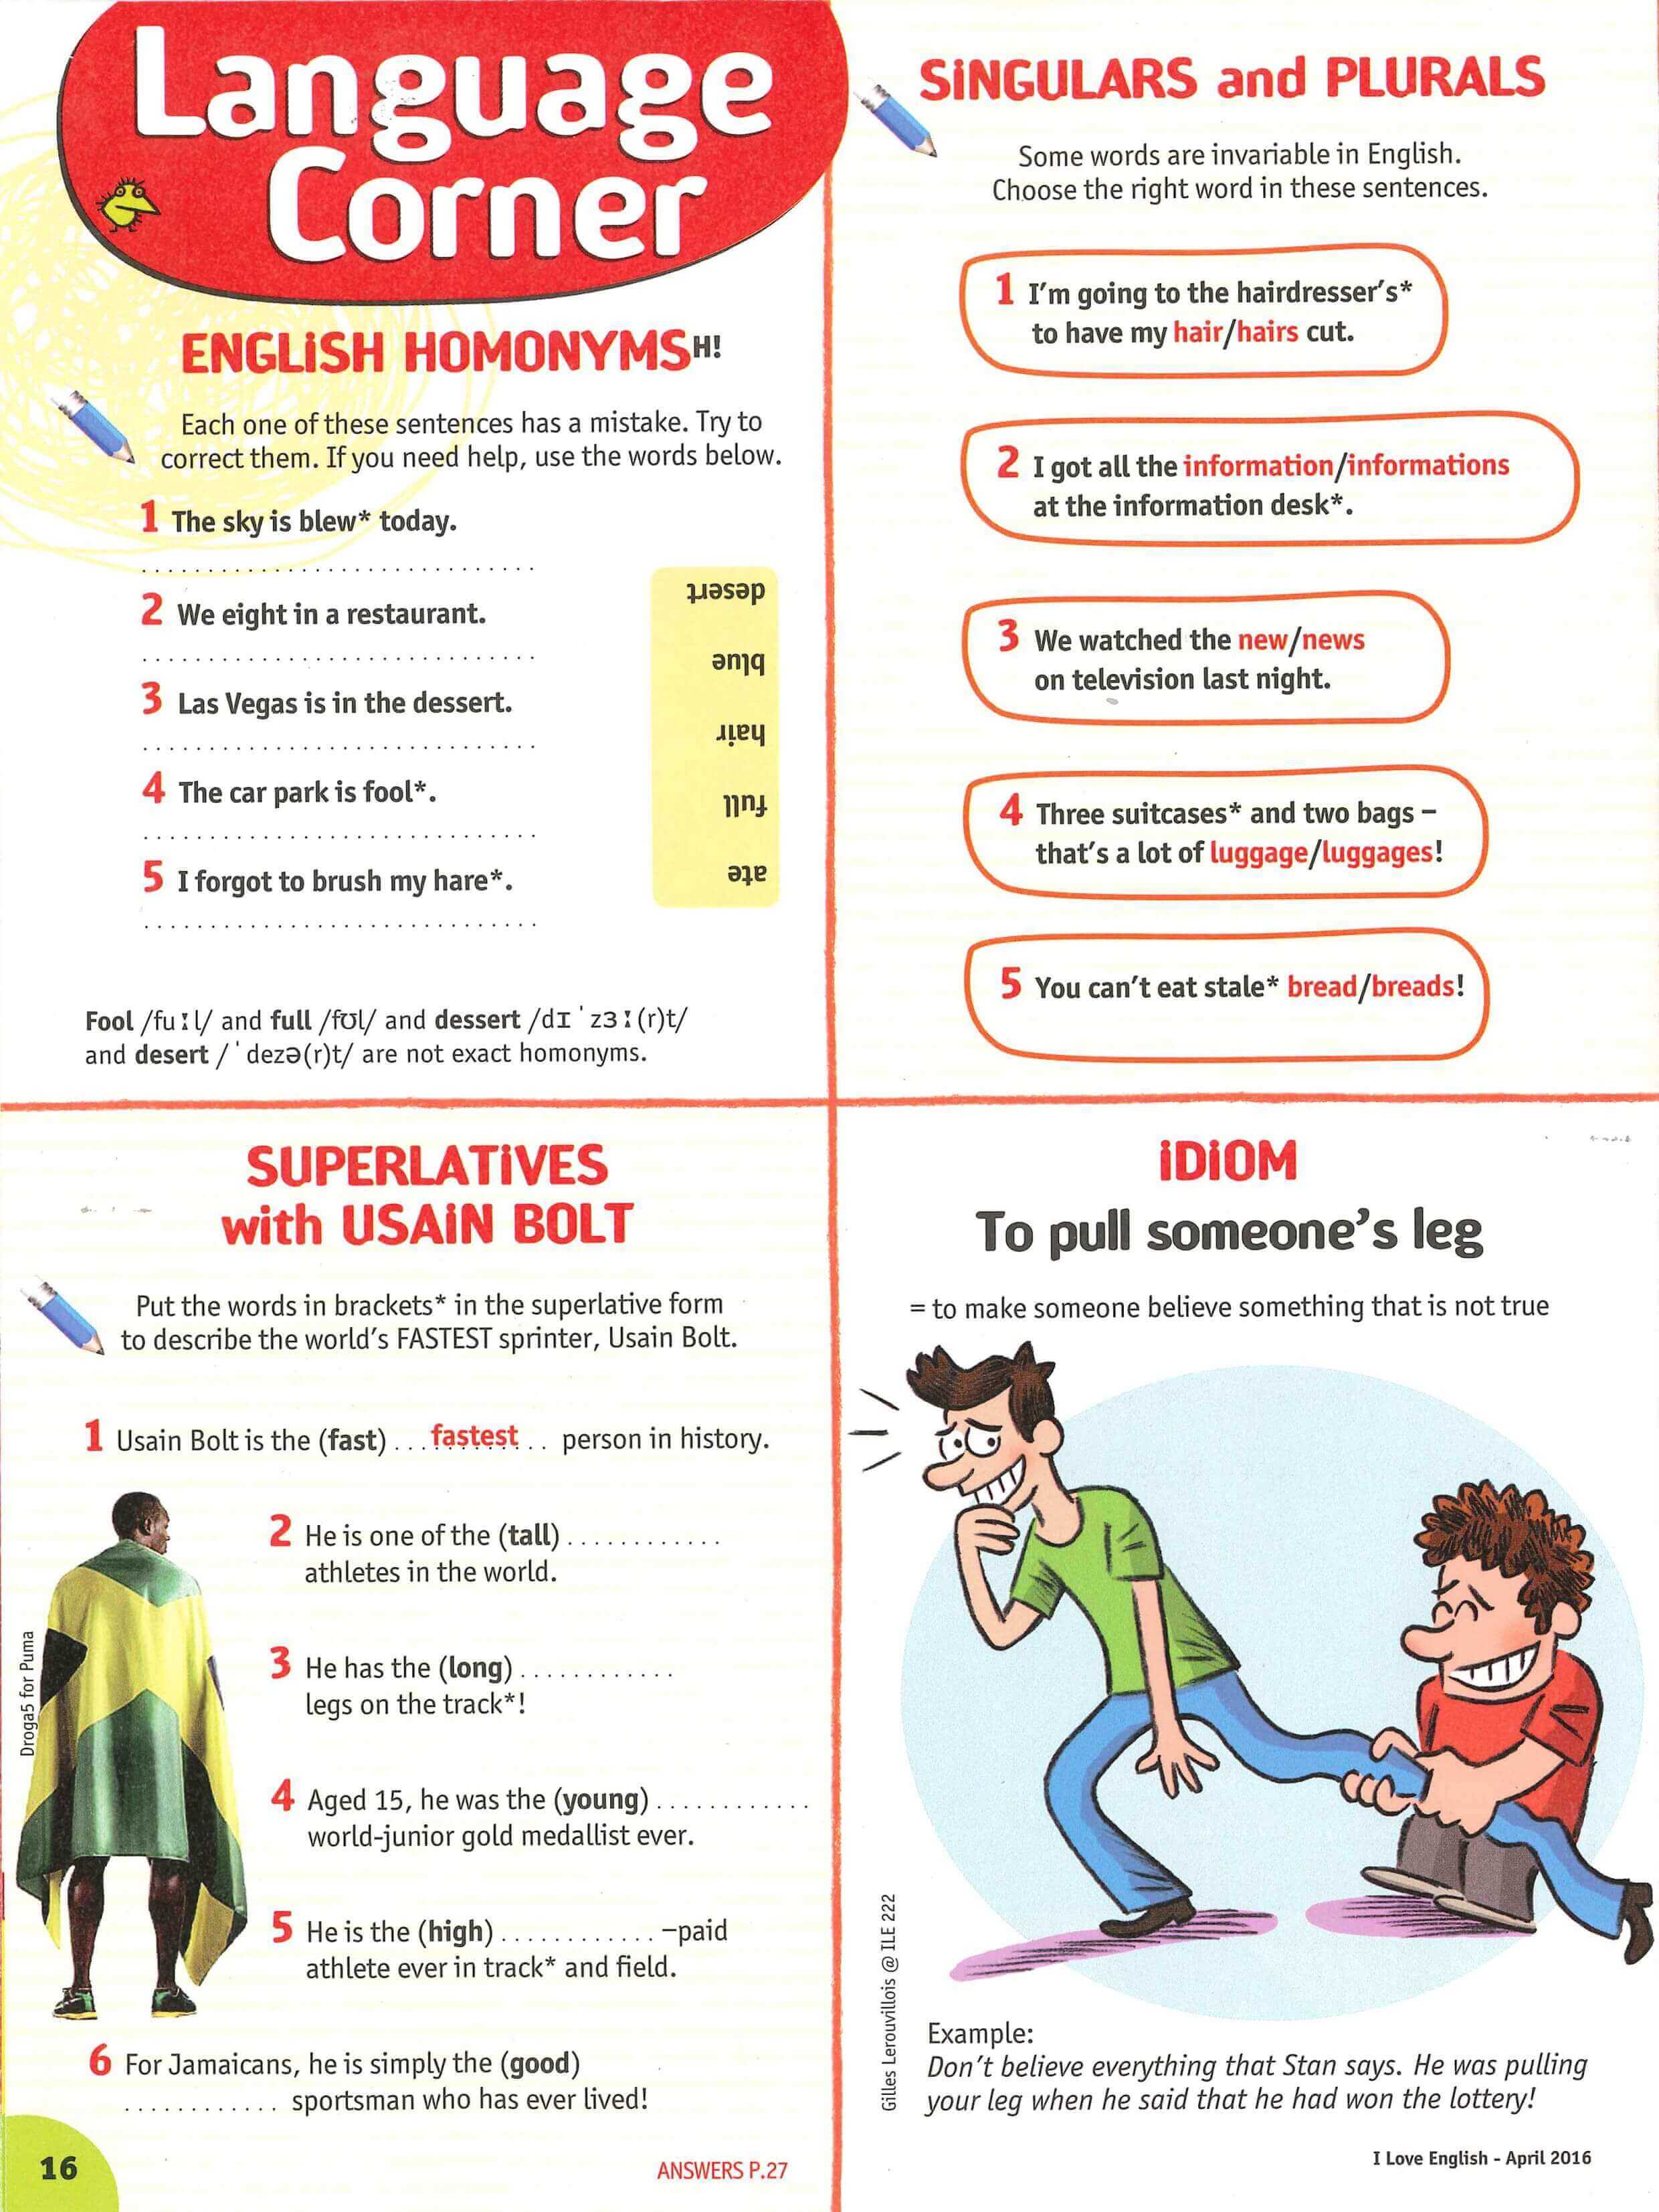 Language
Corner
ENGLiSH HOMONYMS H!
Each one of these sentences has a mistake. Try to
correct them. If you need help, use the words below.
1 The sky is blew* today.
..............................
2 We eight in a restaurant.
..............................
3 Las Vegas is in the dessert.
..............................
4 The car park is fool*.
..............................
5 I forgot to brush my hare*.
..............................
desert
blue
hair
full
ate
Fool /fuːl/ and full /fʊl/ and dessert /dɪˈzɜː(r)t/
and desert /ˈdezə(r)t/ are not exact homonyms.
SiNGULARS and PLURALS
Some words are invariable in English.
Choose the right word in these sentences.
1 I'm going to the hairdresser's*
to have my hair/hairs cut.
2 I got all the information/informations
at the information desk*.
3 We watched the new/news
on television last night.
4 Three suitcases* and two bags –
that's a lot of luggage/luggages!
5 You can't eat stale* bread/breads!
SUPERLATiVES
with USAiN BOLT
Put the words in brackets* in the superlative form
to describe the world's FASTEST sprinter, Usain Bolt.
1 Usain Bolt is the (fast) ... fastest .. person in history.
2 He is one of the (tall) ............
athletes in the world.
3 He has the (long) ............
legs on the track*!
4 Aged 15, he was the (young) ............
world-junior gold medallist ever.
5 He is the (high) ............ –paid
athlete ever in track* and field.
6 For Jamaicans, he is simply the (good)
............ sportsman who has ever lived!
Droga5 for Puma
16
ANSWERS P.27
iDiOM
To pull someone's leg
= to make someone believe something that is not true
Gilles Lerouvillois @ ILE 222
Example:
Don't believe everything that Stan says. He was pulling
your leg when he said that he had won the lottery!
I Love English - April 2016